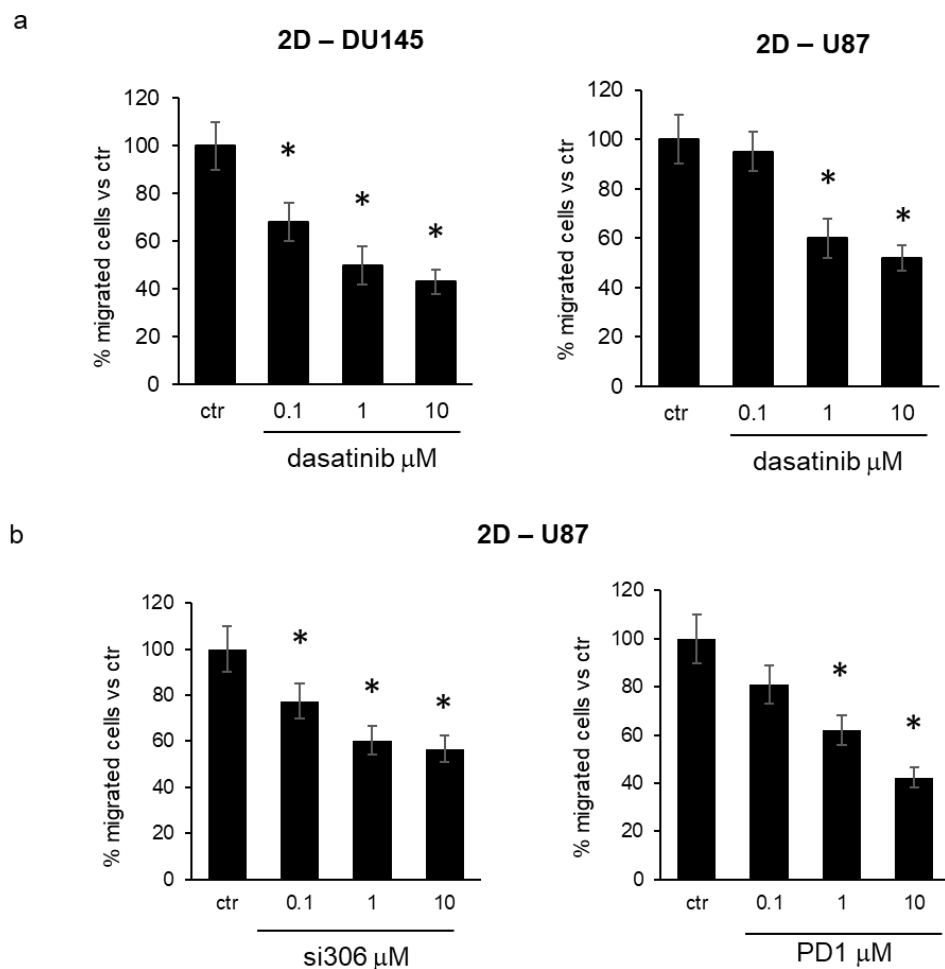 a
2D – DU145
% migrated cells vs ctr
120
100
80
60
40
20
0
*
*
*
ctr
0.1
1
10
dasatinib μM
2D – U87
% migrated cells vs ctr
120
100
80
60
40
20
0
*
*
ctr
0.1
1
10
dasatinib μM
b
2D – U87
% migrated cells vs ctr
120
100
80
60
40
20
0
*
*
*
ctr
0.1
1
10
si306 μM
% migrated cells vs ctr
120
100
80
60
40
20
0
*
*
ctr
0.1
1
10
PD1 μM